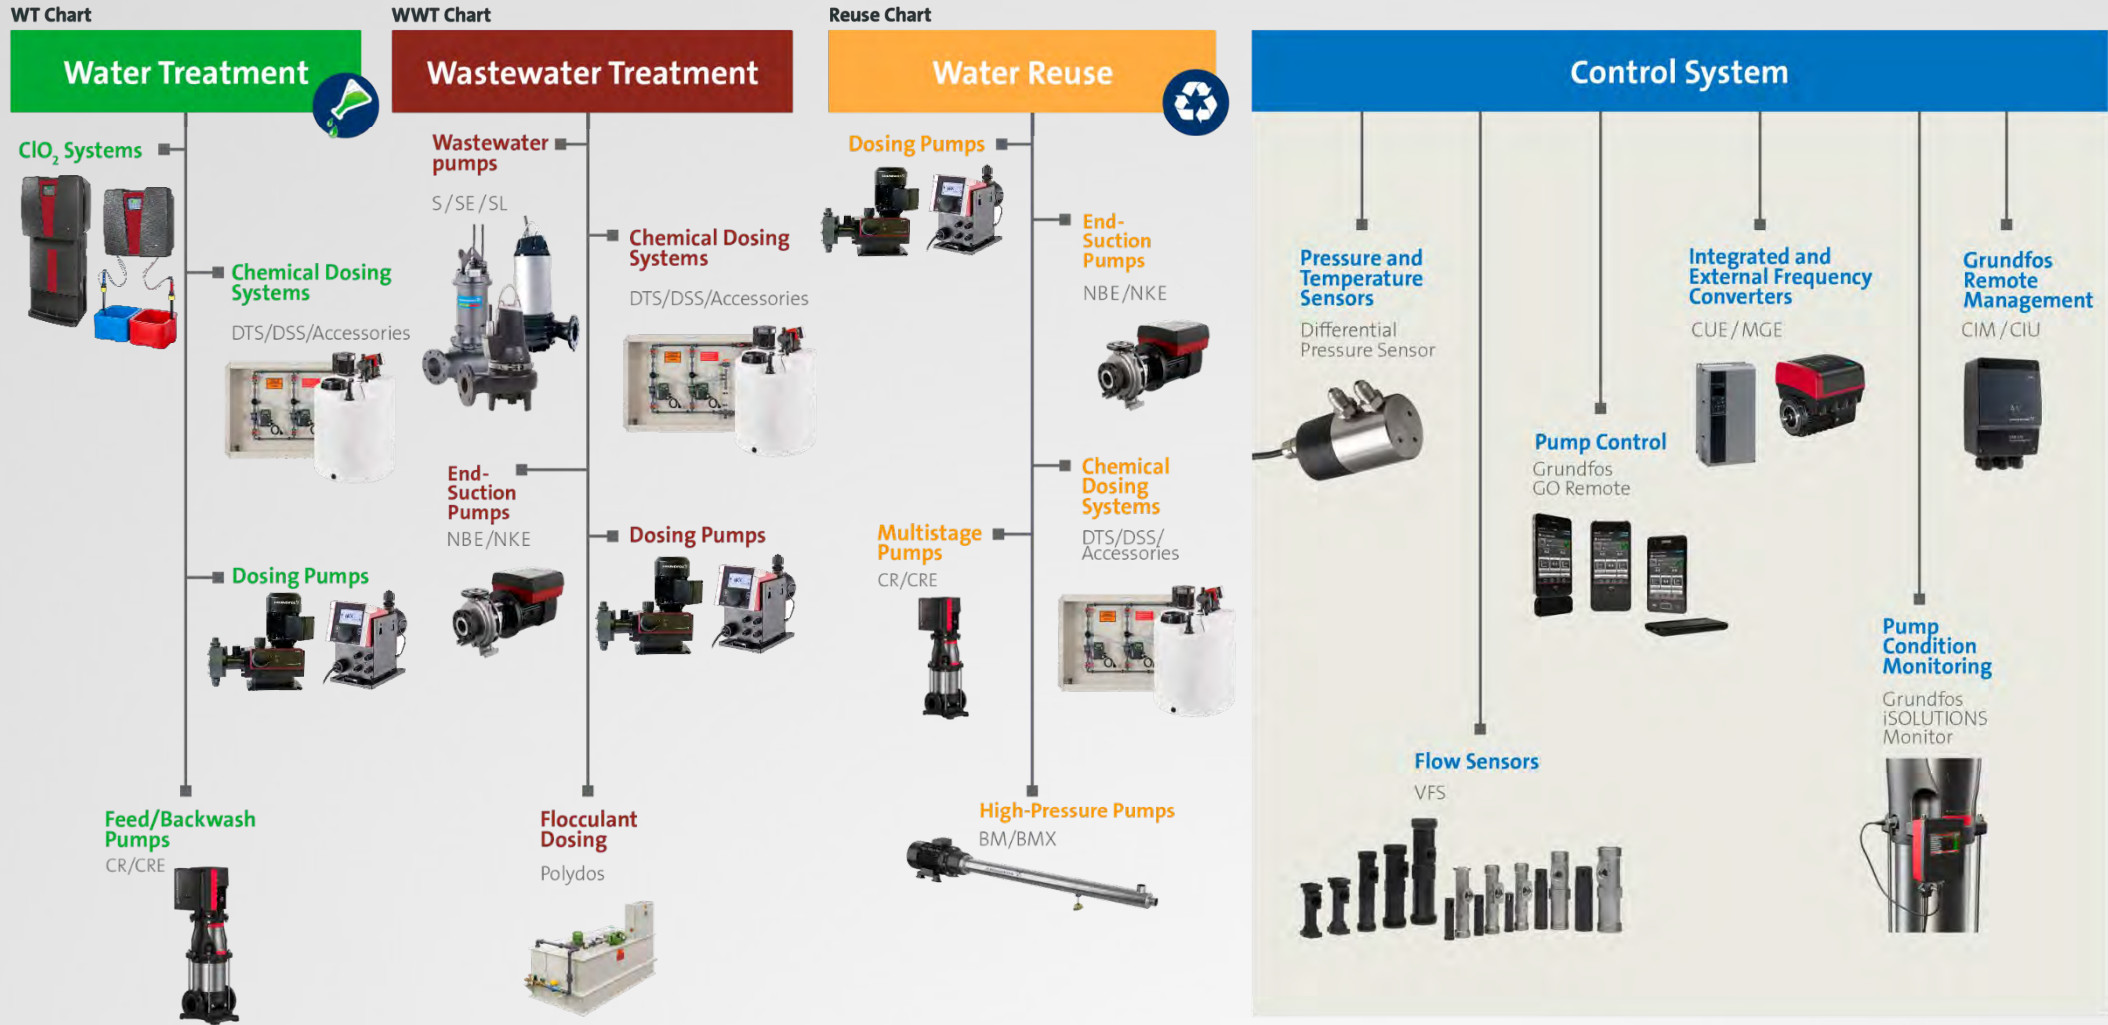 WT Chart
Water Treatment
ClO₂ Systems
Chemical Dosing
Systems
DTS/DSS/Accessories
Dosing Pumps
Feed/Backwash
Pumps
CR/CRE
WWT Chart
Wastewater Treatment
Wastewater
pumps
S/SE/SL
Chemical Dosing
Systems
DTS/DSS/Accessories
End-
Suction
Pumps
NBE/NKE
Dosing Pumps
Flocculant
Dosing
Polydos
Reuse Chart
Water Reuse
Dosing Pumps
End-
Suction
Pumps
NBE/NKE
Chemical
Dosing
Systems
DTS/DSS/
Accessories
Multistage
Pumps
CR/CRE
High-Pressure Pumps
BM/BMX
Control System
Pressure and
Temperature
Sensors
Differential
Pressure Sensor
Flow Sensors
VFS
Pump Control
Grundfos
GO Remote
Integrated and
External Frequency
Converters
CUE/MGE
Pump
Condition
Monitoring
Grundfos
iSOLUTIONS
Monitor
Grundfos
Remote
Management
CIM/CIU